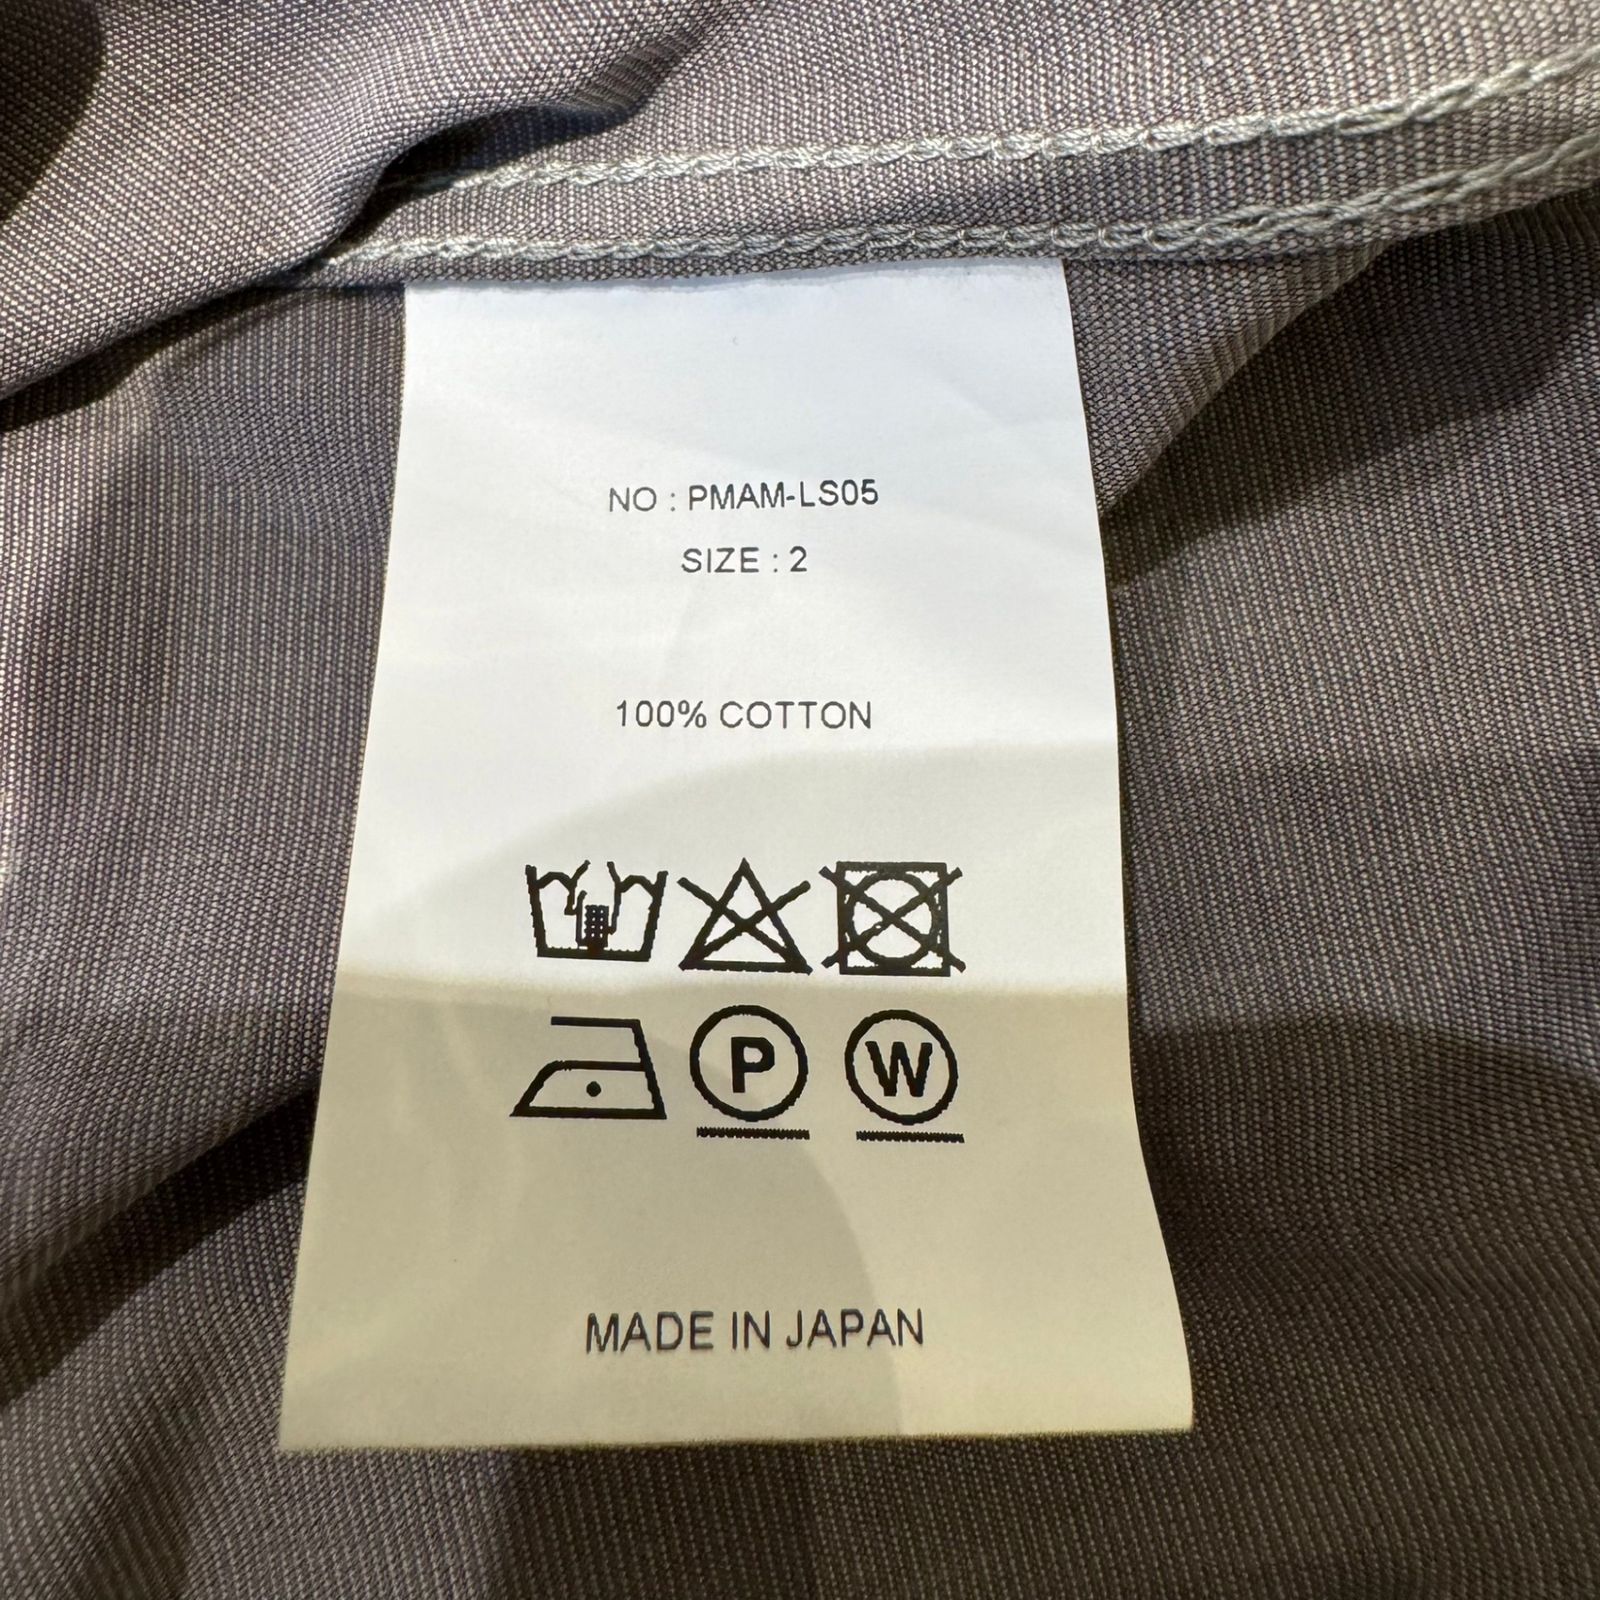 NO : PMAM-LS05
SIZE : 2
100% COTTON
P W
MADE IN JAPAN